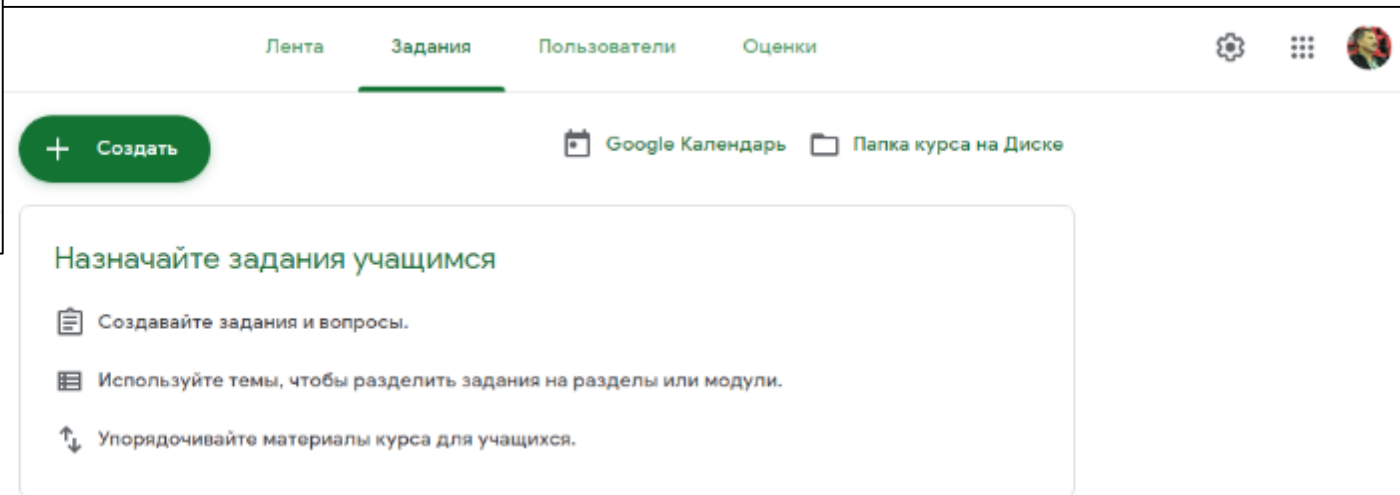 Лента Задания Пользователи Оценки
Создать Google Календарь Папка курса на Диске
Назначайте задания учащимся
Создавайте задания и вопросы.
Используйте темы, чтобы разделить задания на разделы или модули.
Упорядочивайте материалы курса для учащихся.